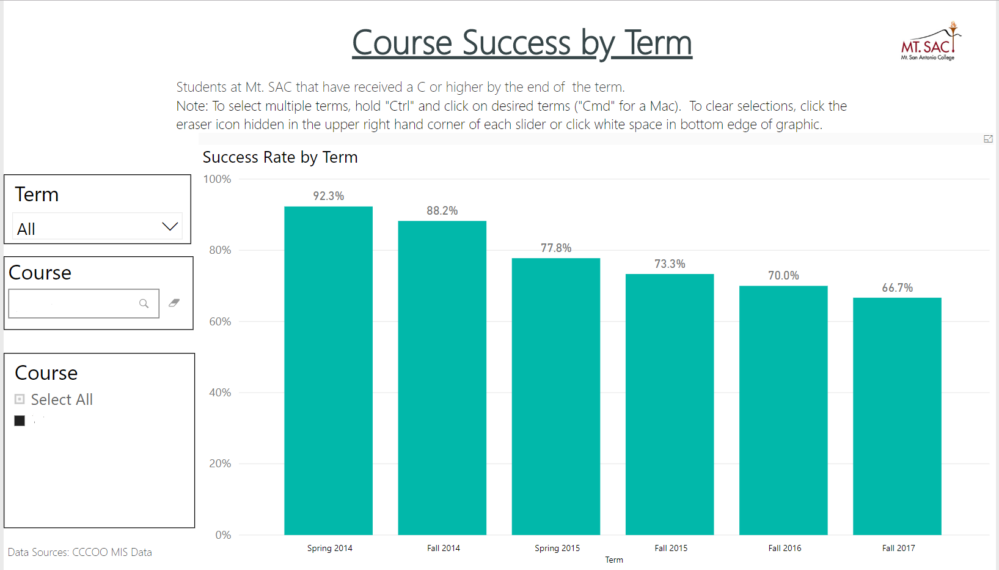 Course Success by Term
MT. SAC
Mt. San Antonio College
Students at Mt. SAC that have received a C or higher by the end of  the term.
Note: To select multiple terms, hold "Ctrl" and click on desired terms ("Cmd" for a Mac).  To clear selections, click the
eraser icon hidden in the upper right hand corner of each slider or click white space in bottom edge of graphic.
Term
All
Course
Course
Select All
Data Sources: CCCOO MIS Data
Success Rate by Term
100%
80%
60%
40%
20%
0%
92.3%
88.2%
77.8%
73.3%
70.0%
66.7%
Spring 2014
Fall 2014
Spring 2015
Fall 2015
Fall 2016
Fall 2017
Term